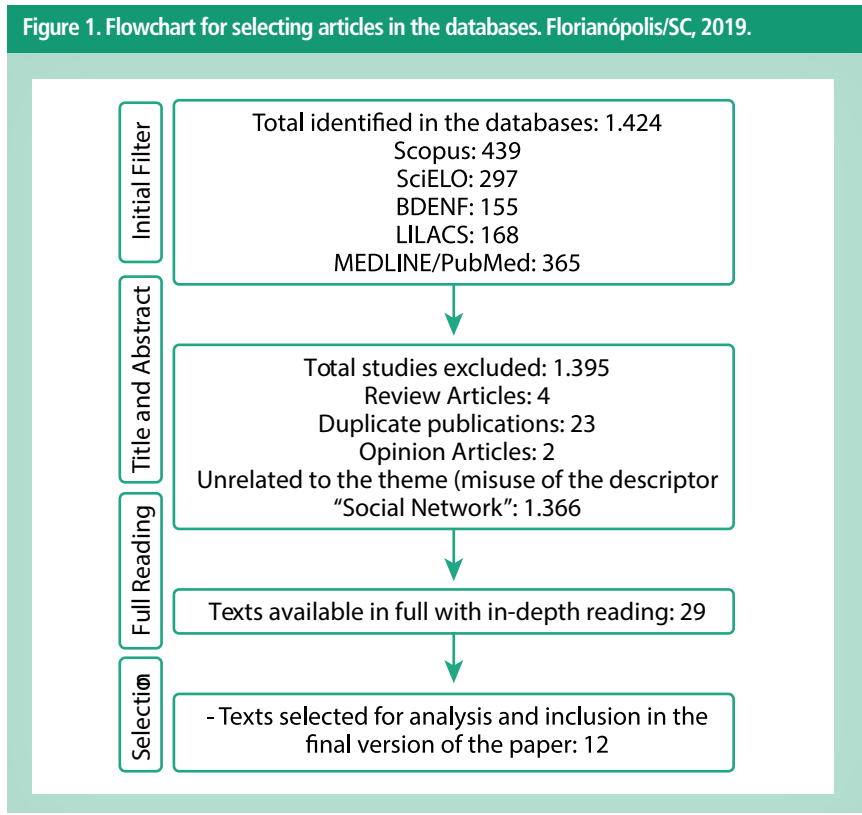 Figure 1. Flowchart for selecting articles in the databases. Florianópolis/SC, 2019.
Initial Filter
Total identified in the databases: 1.424
Scopus: 439
SciELO: 297
BDENF: 155
LILACS: 168
MEDLINE/PubMed: 365
Title and Abstract
Total studies excluded: 1.395
Review Articles: 4
Duplicate publications: 23
Opinion Articles: 2
Unrelated to the theme (misuse of the descriptor
“Social Network”: 1.366
Full Reading
Texts available in full with in-depth reading: 29
Selection
- Texts selected for analysis and inclusion in the
final version of the paper: 12